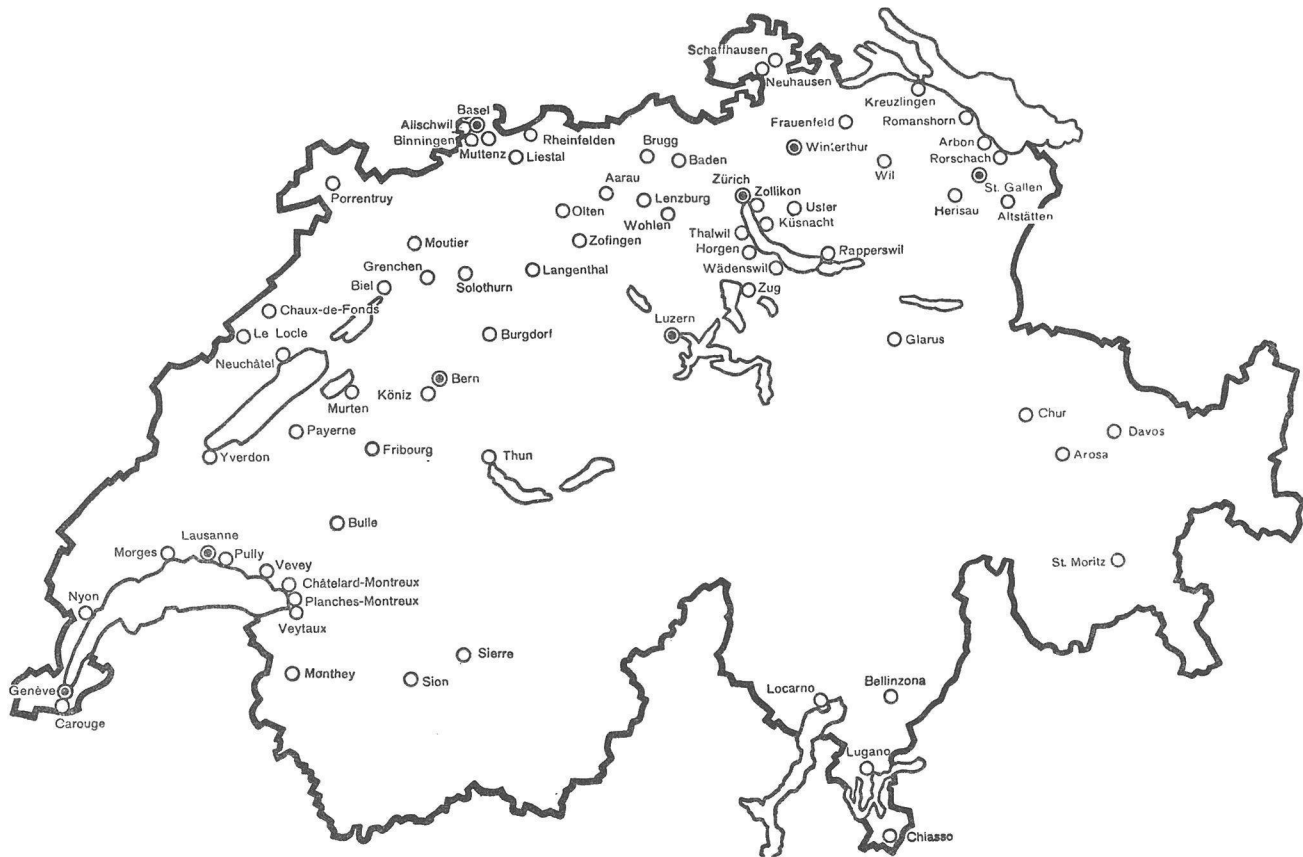 Schaffhausen
Neuhausen
Kreuzlingen
Basel
Allschwil
Binningen
Muttenz
Rheinfelden
Liestal
Brugg
Baden
Frauenfeld
Romanshorn
Winterthur
Arbon
Rorschach
Wil
St. Gallen
Herisau
Altstätten
Porrentruy
Aarau
Lenzburg
Olten
Wohlen
Zürich
Zollikon
Uster
Küsnacht
Thalwil
Zofingen
Moutier
Horgen
Rapperswil
Grenchen
Solothurn
Langenthal
Wädenswil
Biel
Zug
Chaux-de-Fonds
Le Locle
Burgdorf
Luzern
Glarus
Neuchâtel
Bern
Köniz
Murten
Payerne
Fribourg
Yverdon
Thun
Chur
Davos
Arosa
Bulle
Lausanne
Morges
Pully
Vevey
Châtelard-Montreux
Planches-Montreux
Veytaux
Nyon
St. Moritz
Sierre
Monthey
Sion
Genève
Carouge
Locarno
Bellinzona
Lugano
Chiasso